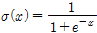 σ(x) = 1/(1+e^{-x})